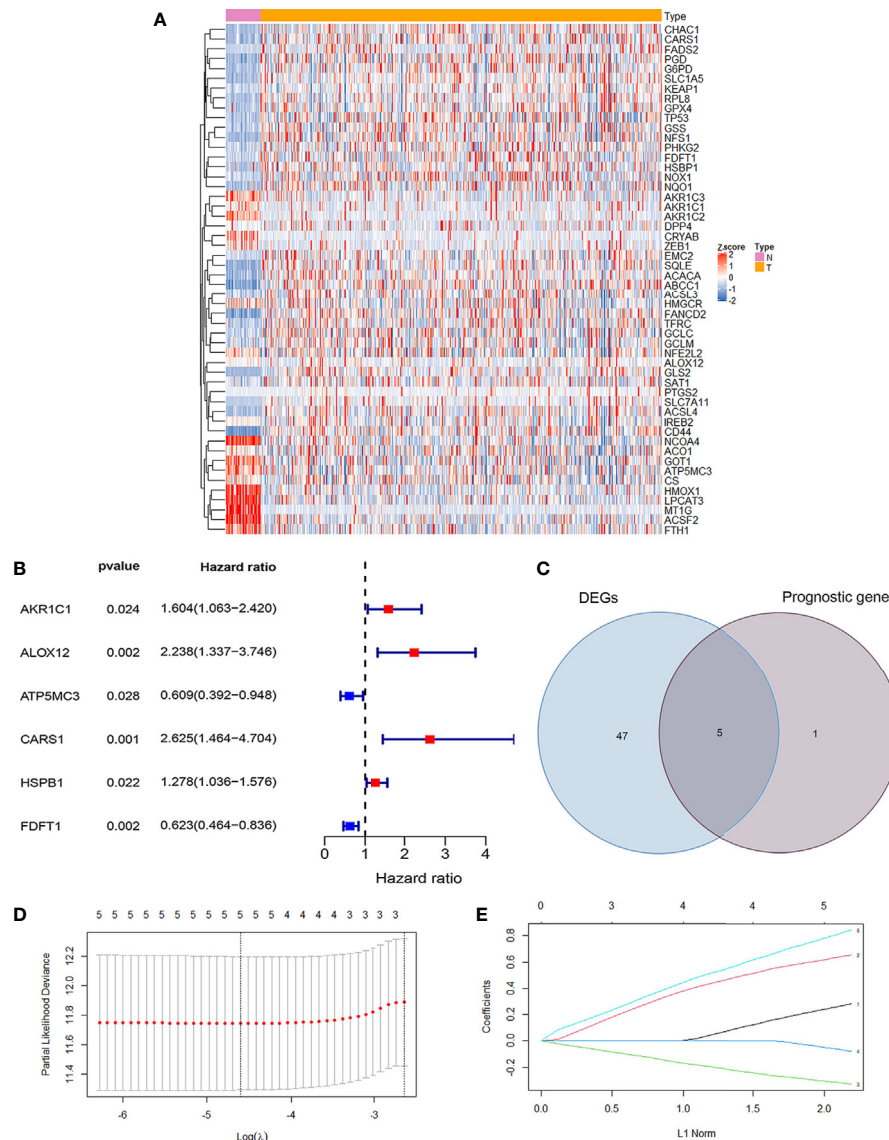 A
Type
CHAC1
CARS1
FADS2
PGD
G6PD
SLC1A5
KEAP1
RPL8
GPX4
TP53
GSS
NFS1
PHKG2
FDFT1
HSBP1
NOX1
NQO1
AKR1C3
AKR1C1
AKR1C2
DPP4
CRYAB
ZEB1
EMC2
SQLE
ACACA
ABCC1
ACSL3
HMGCR
FANCD2
TFRC
GCLC
GCLM
NFE2L2
ALOX12
GLS2
SAT1
PTGS2
SLC7A11
ACSL4
IREB2
CD44
NCOA4
ACO1
GOT1
ATP5MC3
CS
HMOX1
LPCAT3
MT1G
ACSF2
FTH1
Zscore Type
2 N
1 T
0
-1
-2
B
pvalue Hazard ratio
AKR1C1 0.024 1.604(1.063−2.420)
ALOX12 0.002 2.238(1.337−3.746)
ATP5MC3 0.028 0.609(0.392−0.948)
CARS1 0.001 2.625(1.464−4.704)
HSPB1 0.022 1.278(1.036−1.576)
FDFT1 0.002 0.623(0.464−0.836)
0 1 2 3 4
Hazard ratio
C
DEGs Prognostic gene
47 5 1
D
5 5 5 5 5 5 5 5 5 5 5 4 4 4 4 3 3 3 3
Partial Likelihood Deviance
12.2
12.0
11.8
11.6
11.4
-6 -5 -4 -3
Log(λ)
E
0 3 4 4 5
Coefficients
0.8
0.6
0.4
0.2
0.0
-0.2
5
2
1
4
3
0.0 0.5 1.0 1.5 2.0
L1 Norm